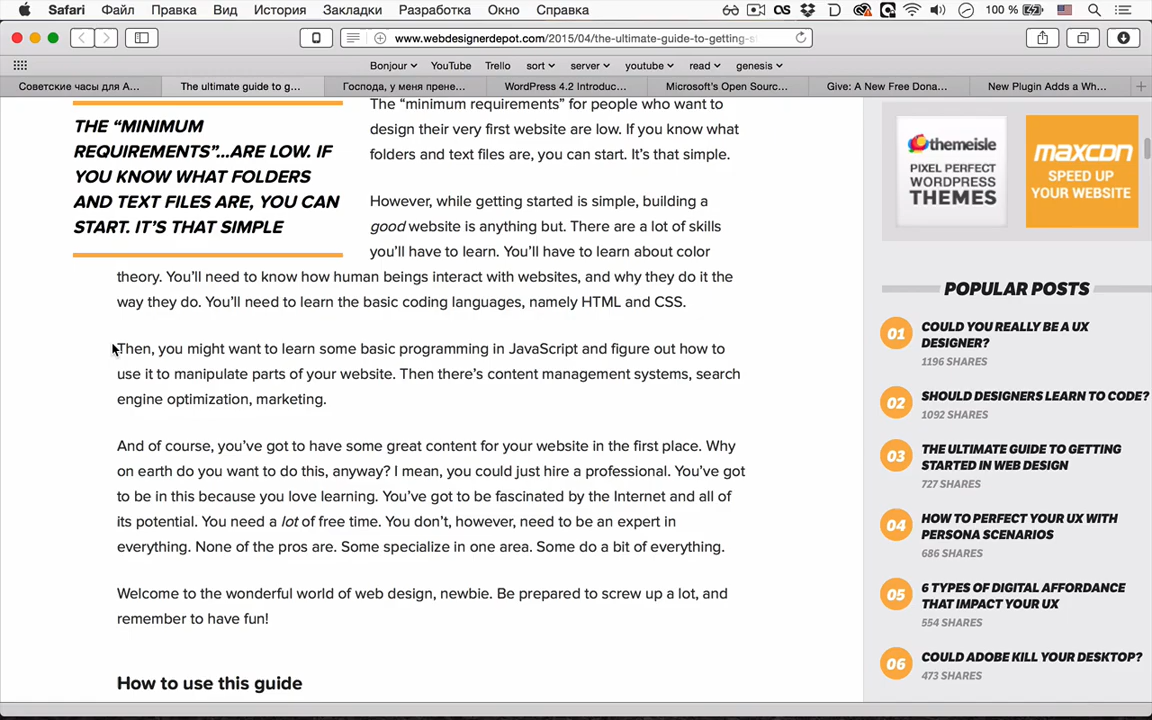 Safari Файл Правка Вид История Закладки Разработка Окно Справка 100 %
www.webdesignerdepot.com/2015/04/the-ultimate-guide-to-getting-s
Bonjour YouTube Trello sort server youtube read genesis
Советские часы для А... The ultimate guide to g... Господа, у меня прене... WordPress 4.2 Introduc... Microsoft's Open Sourc... Give: A New Free Dona... New Plugin Adds a Wh...
THE “MINIMUM
REQUIREMENTS”...ARE LOW. IF
YOU KNOW WHAT FOLDERS
AND TEXT FILES ARE, YOU CAN
START. IT’S THAT SIMPLE
The “minimum requirements” for people who want to
design their very first website are low. If you know what
folders and text files are, you can start. It’s that simple.
However, while getting started is simple, building a
good website is anything but. There are a lot of skills
you’ll have to learn. You’ll have to learn about color
theory. You’ll need to know how human beings interact with websites, and why they do it the
way they do. You’ll need to learn the basic coding languages, namely HTML and CSS.
Then, you might want to learn some basic programming in JavaScript and figure out how to
use it to manipulate parts of your website. Then there’s content management systems, search
engine optimization, marketing.
And of course, you’ve got to have some great content for your website in the first place. Why
on earth do you want to do this, anyway? I mean, you could just hire a professional. You’ve got
to be in this because you love learning. You’ve got to be fascinated by the Internet and all of
its potential. You need a lot of free time. You don’t, however, need to be an expert in
everything. None of the pros are. Some specialize in one area. Some do a bit of everything.
Welcome to the wonderful world of web design, newbie. Be prepared to screw up a lot, and
remember to have fun!
How to use this guide
themeisle
PIXEL PERFECT
WORDPRESS
THEMES
maxcdn
SPEED UP
YOUR WEBSITE
POPULAR POSTS
01
COULD YOU REALLY BE A UX
DESIGNER?
1196 SHARES
02
SHOULD DESIGNERS LEARN TO CODE?
1092 SHARES
03
THE ULTIMATE GUIDE TO GETTING
STARTED IN WEB DESIGN
727 SHARES
04
HOW TO PERFECT YOUR UX WITH
PERSONA SCENARIOS
686 SHARES
05
6 TYPES OF DIGITAL AFFORDANCE
THAT IMPACT YOUR UX
554 SHARES
06
COULD ADOBE KILL YOUR DESKTOP?
473 SHARES